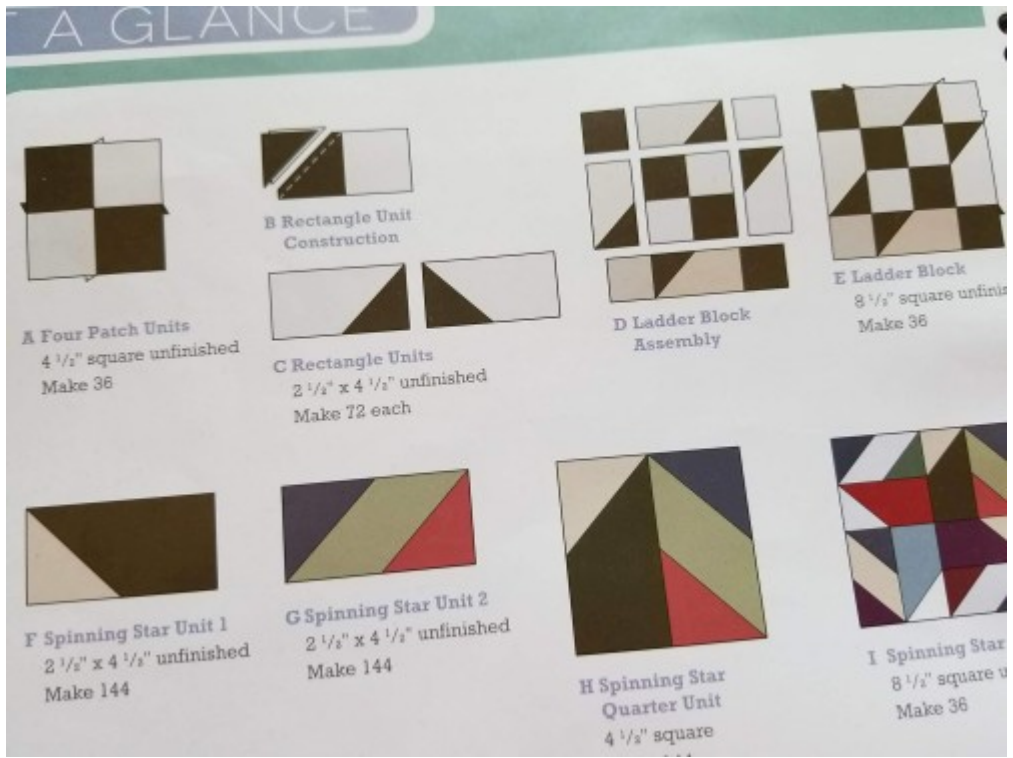 T A GLANCE
A Four Patch Units
4 1/2" square unfinished
Make 36
B Rectangle Unit
Construction
C Rectangle Units
2 1/2" x 4 1/2" unfinished
Make 72 each
D Ladder Block
Assembly
E Ladder Block
8 1/2" square unfinis
Make 36
F Spinning Star Unit 1
2 1/2" x 4 1/2" unfinished
Make 144
G Spinning Star Unit 2
2 1/2" x 4 1/2" unfinished
Make 144
H Spinning Star
Quarter Unit
4 1/2" square
I Spinning Star
8 1/2" square u
Make 36